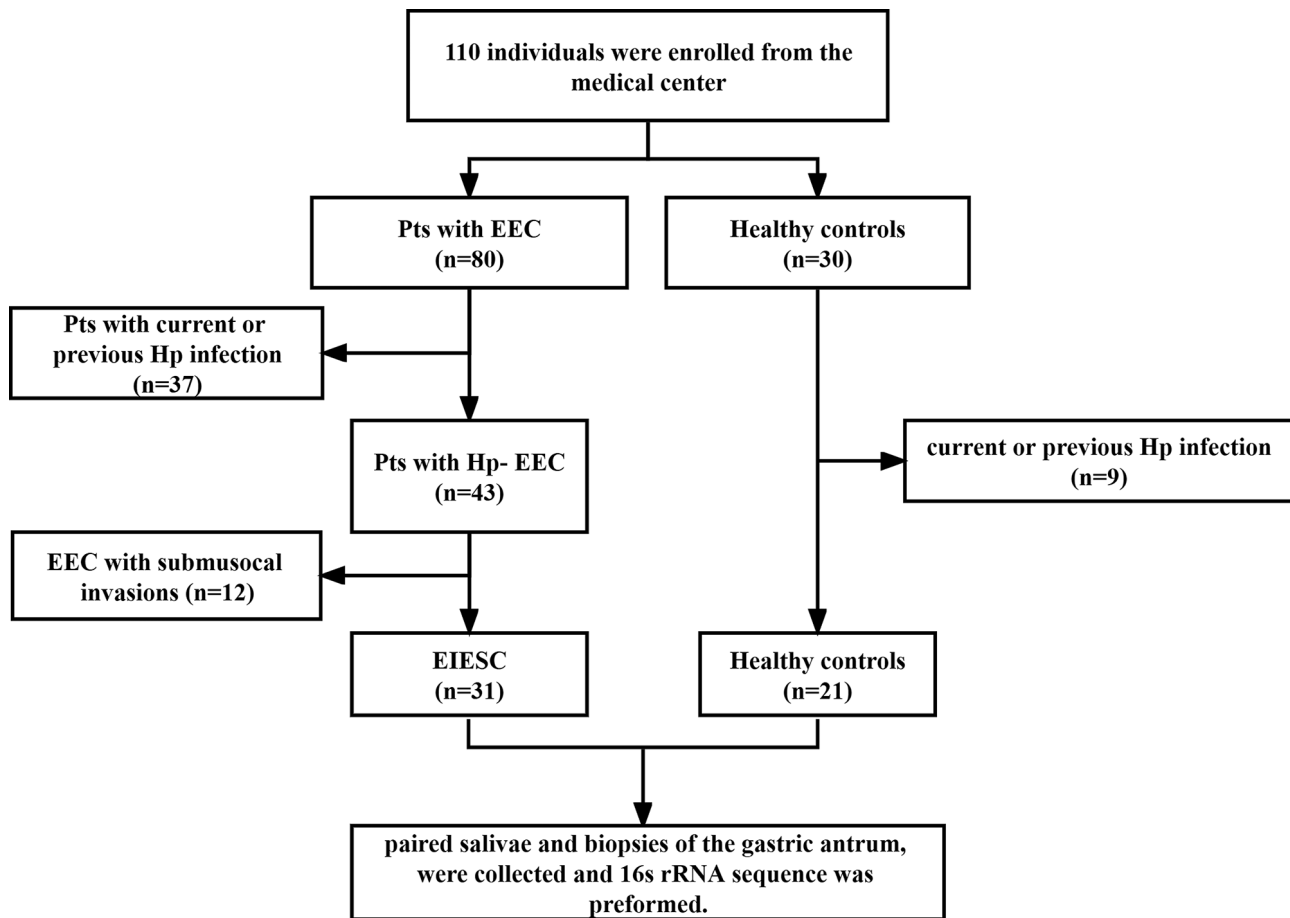 110 individuals were enrolled from the
medical center
Pts with EEC
(n=80)
Healthy controls
(n=30)
Pts with current or
previous Hp infection
(n=37)
Pts with Hp- EEC
(n=43)
current or previous Hp infection
(n=9)
EEC with submusocal
invasions (n=12)
EIESC
(n=31)
Healthy controls
(n=21)
paired salivae and biopsies of the gastric antrum,
were collected and 16s rRNA sequence was
preformed.